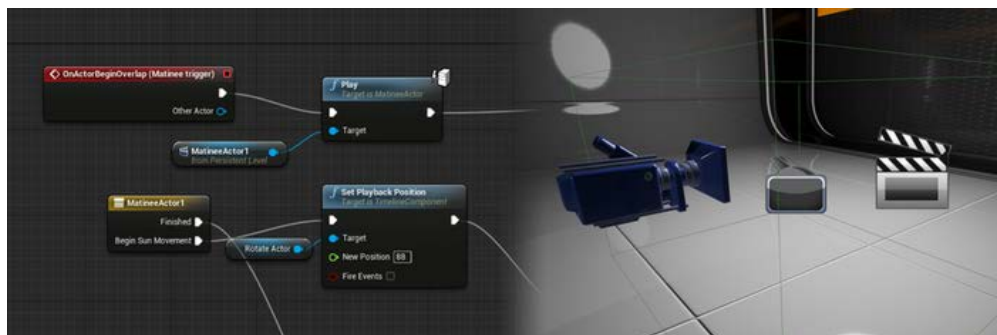 OnActorBeginOverlap (Matinee trigger)
Other Actor
Play
Target is MatineeActor
Target
MatineeActor1
from Persistent Level
MatineeActor1
Finished
Begin Sun Movement
Rotate Actor
Set Playback Position
Target is TimelineComponent
Target
New Position 68
Fire Events